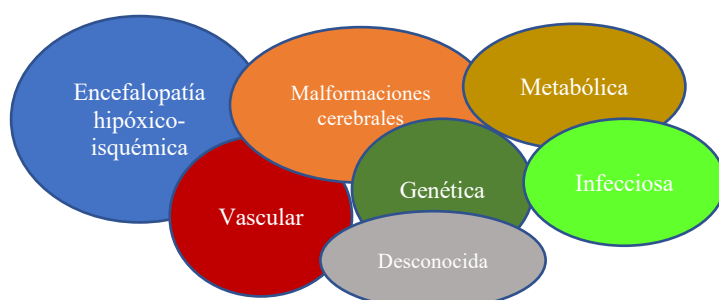 Encefalopatía
hipóxico-
isquémica
Malformaciones
cerebrales
Metabólica
Vascular
Genética
Infecciosa
Desconocida